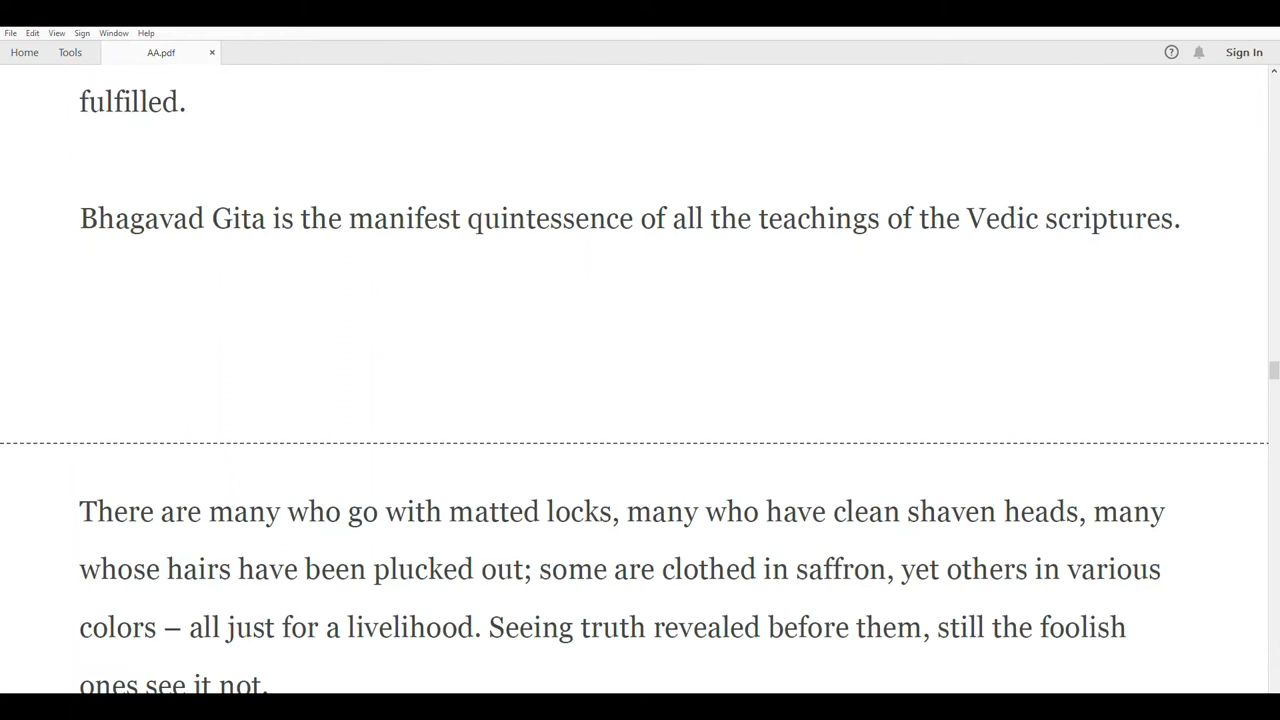 File Edit View Sign Window Help
Home Tools AA.pdf × ? Sign In
fulfilled.
Bhagavad Gita is the manifest quintessence of all the teachings of the Vedic scriptures.
There are many who go with matted locks, many who have clean shaven heads, many
whose hairs have been plucked out; some are clothed in saffron, yet others in various
colors – all just for a livelihood. Seeing truth revealed before them, still the foolish
ones see it not.